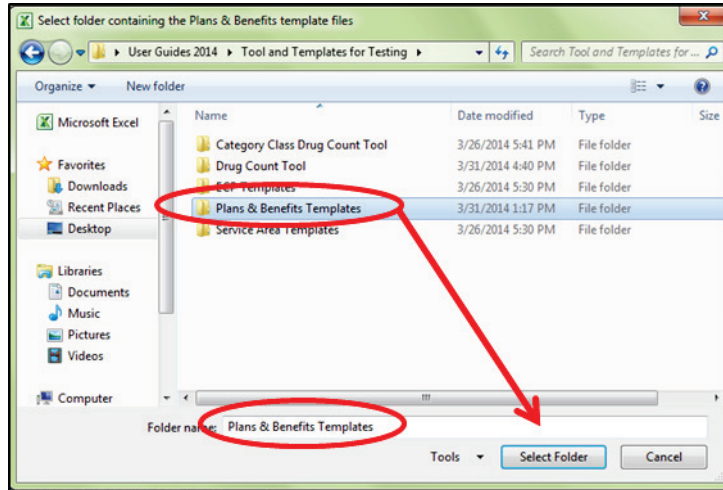 Select folder containing the Plans & Benefits template files
User Guides 2014 ▸ Tool and Templates for Testing ▸
Search Tool and Templates for ...
Organize New folder
Microsoft Excel
Favorites
Downloads
Recent Places
Desktop
Libraries
Documents
Music
Pictures
Videos
Computer
Name Date modified Type Size
Category Class Drug Count Tool 3/26/2014 5:41 PM File folder
Drug Count Tool 3/31/2014 4:40 PM File folder
ECP Templates 3/26/2014 5:30 PM File folder
Plans & Benefits Templates 3/31/2014 1:17 PM File folder
Service Area Templates 3/26/2014 5:30 PM File folder
Folder name: Plans & Benefits Templates
Tools Select Folder Cancel